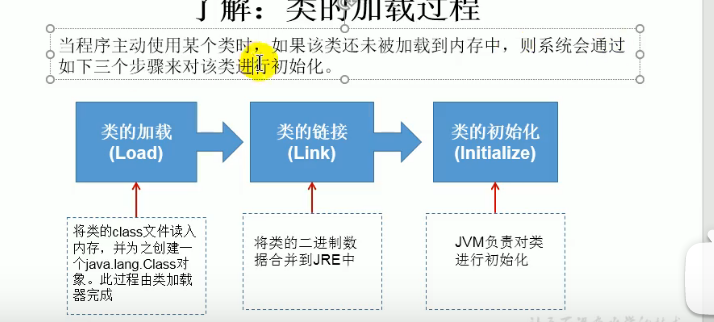 了解：类的加载过程
当程序主动使用某个类时，如果该类还未被加载到内存中，则系统会通过
如下三个步骤来对该类进行初始化。
类的加载
(Load)
类的链接
(Link)
类的初始化
(Initialize)
将类的class文件读入
内存，并为之创建一
个java.lang.Class对
象。此过程由类加载
器完成
将类的二进制数
据合并到JRE中
JVM负责对类
进行初始化